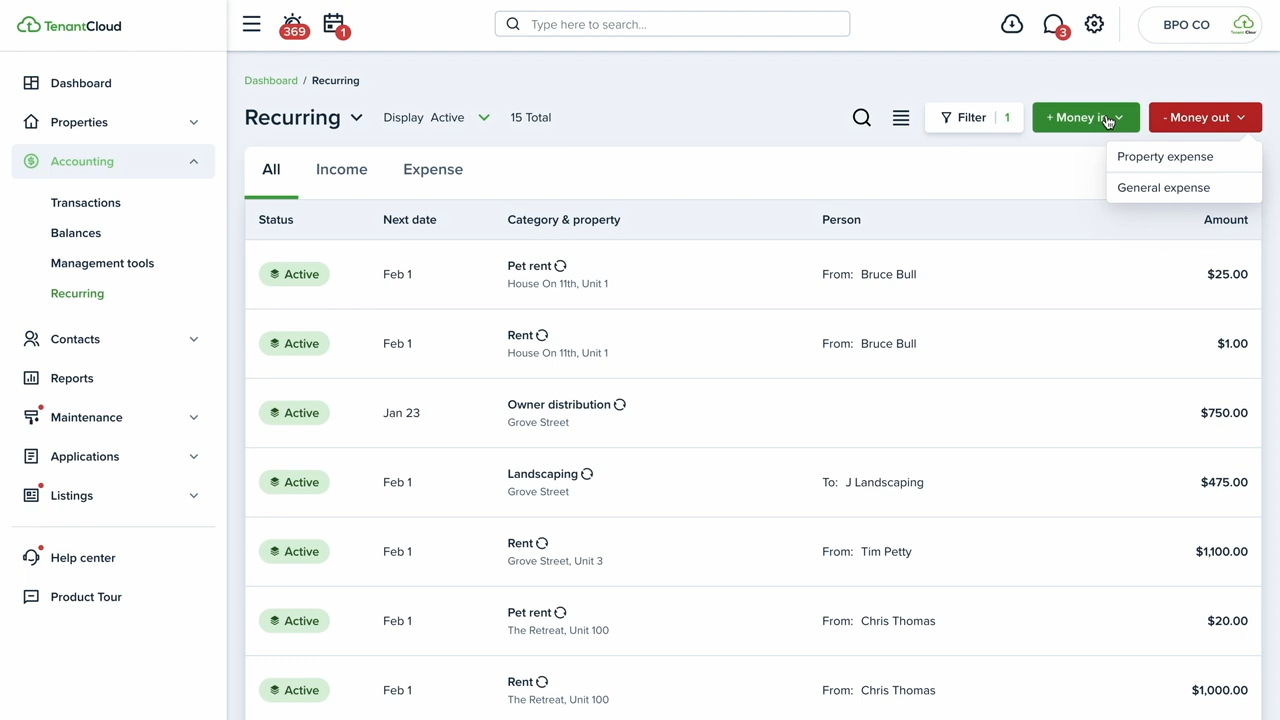 TenantCloud
369
1
Type here to search...
3
BPO CO
Tenant Cloud
Dashboard
Properties
Accounting
Transactions
Balances
Management tools
Recurring
Contacts
Reports
Maintenance
Applications
Listings
Help center
Product Tour
Dashboard / Recurring
Recurring Display Active 15 Total
Filter | 1
+ Money in
- Money out
Property expense
General expense
All Income Expense
Status Next date Category & property Person Amount
Active Feb 1 Pet rent From: Bruce Bull $25.00
House On 11th, Unit 1
Active Feb 1 Rent From: Bruce Bull $1.00
House On 11th, Unit 1
Active Jan 23 Owner distribution $750.00
Grove Street
Active Feb 1 Landscaping To: J Landscaping $475.00
Grove Street
Active Feb 1 Rent From: Tim Petty $1,100.00
Grove Street, Unit 3
Active Feb 1 Pet rent From: Chris Thomas $20.00
The Retreat, Unit 100
Active Feb 1 Rent From: Chris Thomas $1,000.00
The Retreat, Unit 100